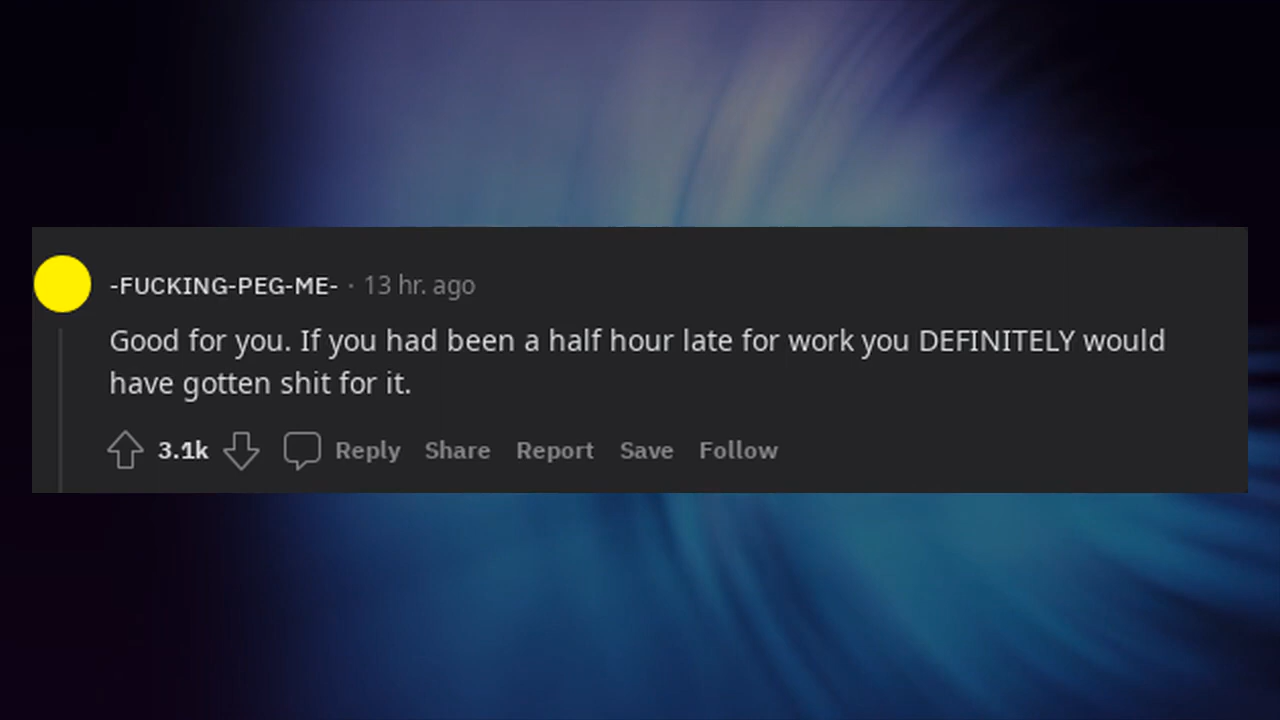 -FUCKING-PEG-ME- · 13 hr. ago
Good for you. If you had been a half hour late for work you DEFINITELY would
have gotten shit for it.
3.1k Reply Share Report Save Follow